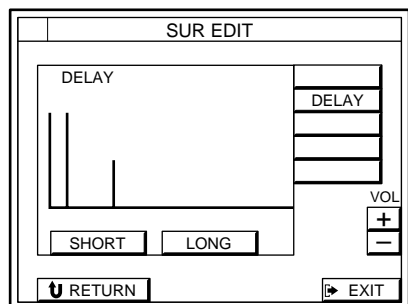 SUR EDIT
DELAY
DELAY
VOL
+
−
SHORT LONG
RETURN EXIT